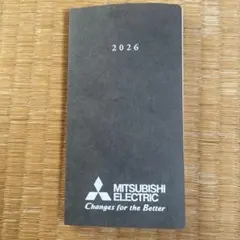 2026
MITSUBISHI
ELECTRIC
Changes for the Better